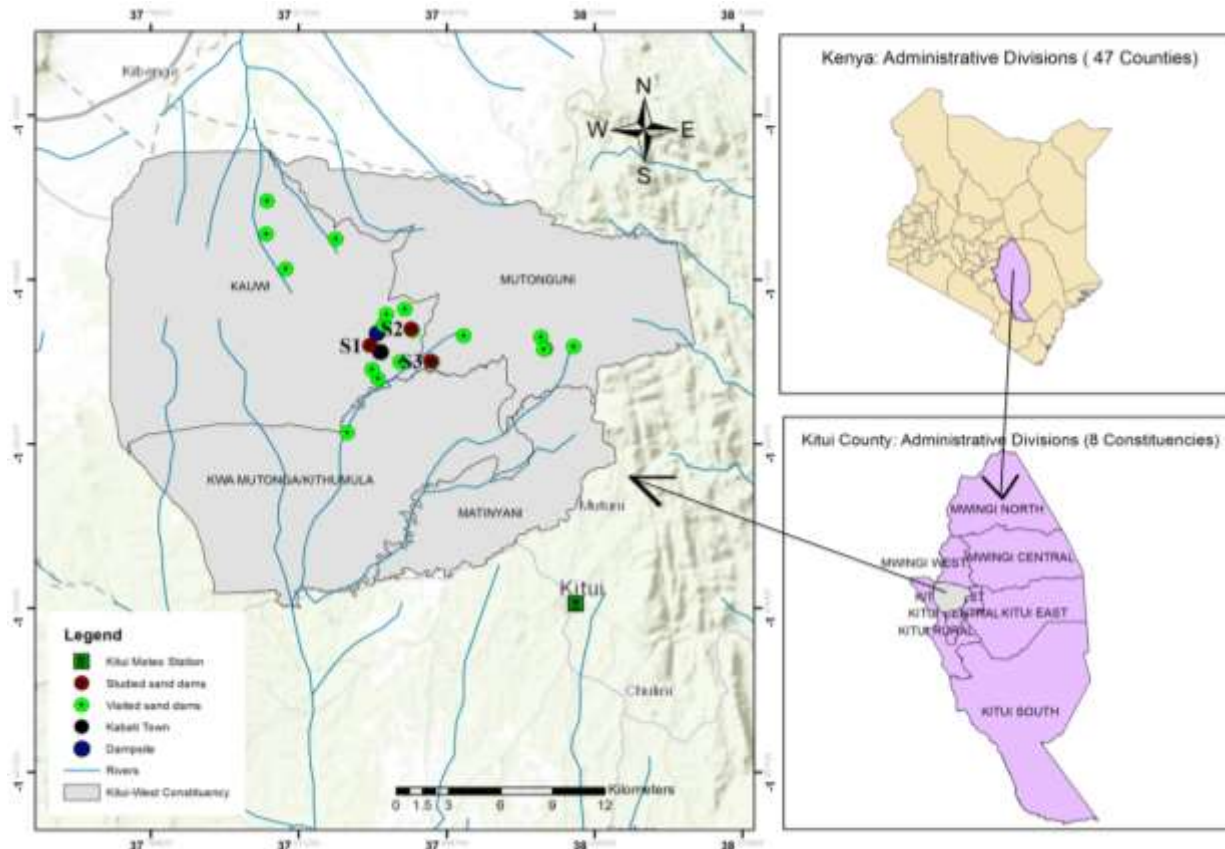 37 37 37 38 38
Kibanga
N
W E
S
KAUWI
MUTONGUNI
S2
S1
S3
KWA MUTONGA/KITHUMULA
MATINYANI
Mutuni
Kitui
Chuluni
Legend
Kitui Meteo Station
Studied sand dams
Visited sand dams
Kabati Town
Dampsite
Rivers
Kitui-West Constituency
Kilometers
0 1.5 3 6 9 12
37 37 37 38 38
Kenya: Administrative Divisions ( 47 Counties)
Kitui County: Administrative Divisions (8 Constituencies)
MWINGI NORTH
MWINGI WEST
MWINGI CENTRAL
KITUI EAST
KITUI RURAL
KITUI SOUTH